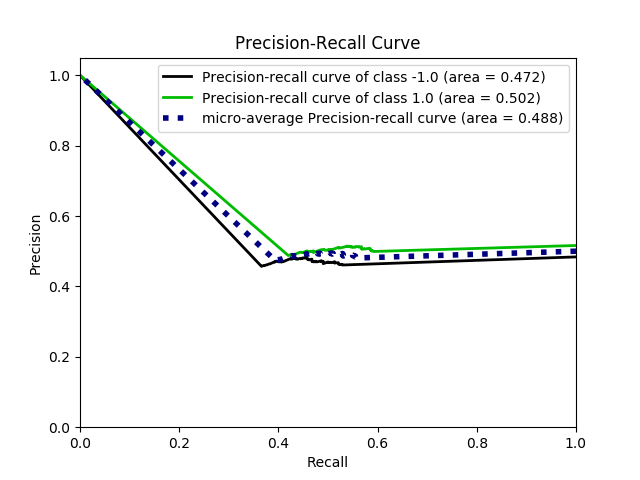 Precision-Recall Curve
Precision-recall curve of class -1.0 (area = 0.472)
Precision-recall curve of class 1.0 (area = 0.502)
micro-average Precision-recall curve (area = 0.488)
Precision
1.0
0.8
0.6
0.4
0.2
0.0
0.0 0.2 0.4 0.6 0.8 1.0
Recall